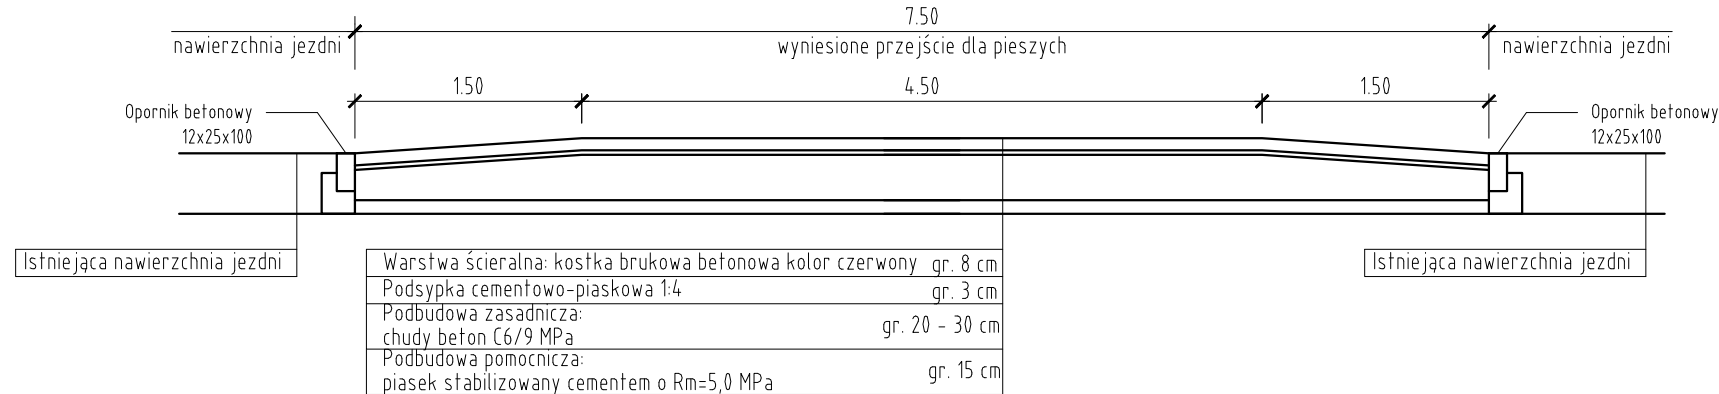 7.50
nawierzchnia jezdni
wyniesione przejście dla pieszych
nawierzchnia jezdni
1.50
4.50
1.50
Opornik betonowy
12x25x100
Opornik betonowy
12x25x100
Istniejąca nawierzchnia jezdni
Istniejąca nawierzchnia jezdni
Warstwa ścieralna: kostka brukowa betonowa kolor czerwony gr. 8 cm
Podsypka cementowo-piaskowa 1:4 gr. 3 cm
Podbudowa zasadnicza:
chudy beton C6/9 MPa gr. 20 - 30 cm
Podbudowa pomocnicza:
piasek stabilizowany cementem o Rm=5,0 MPa gr. 15 cm